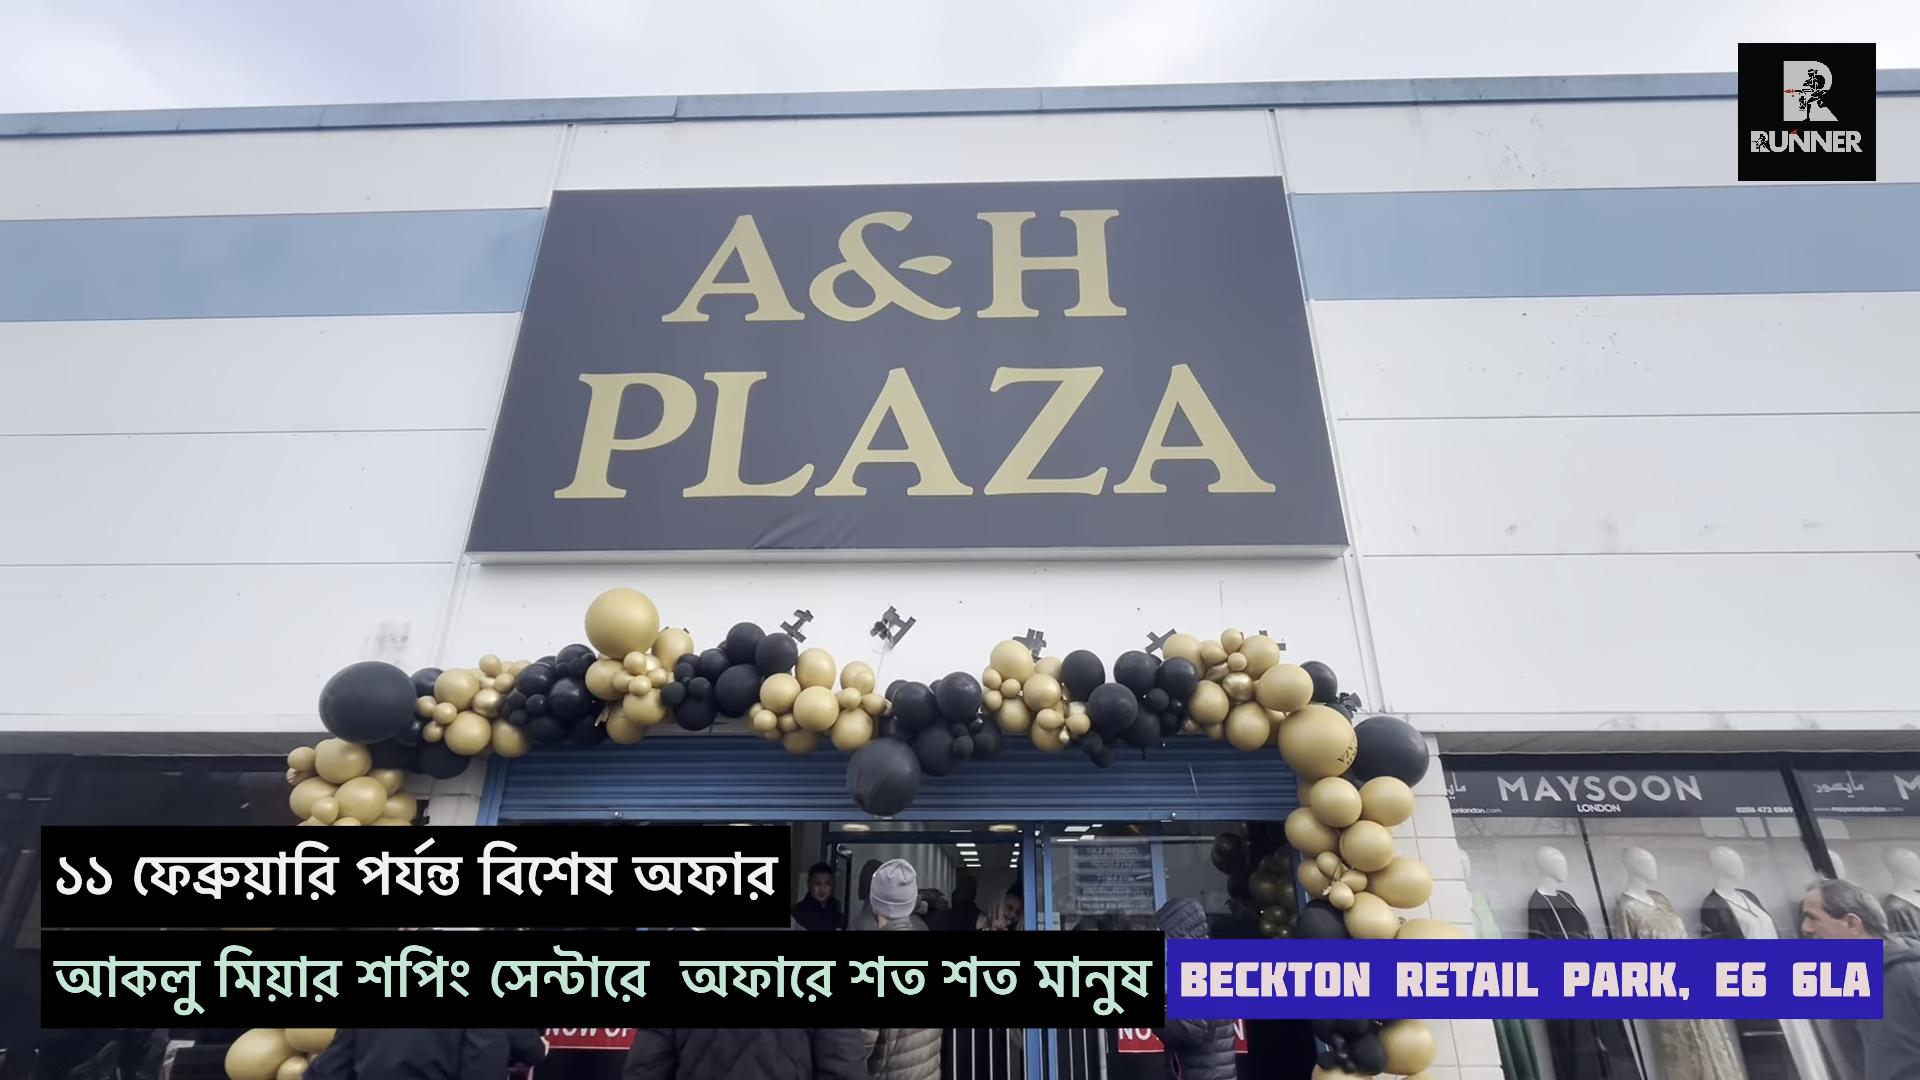 RUNNER
A&H
PLAZA
MAYSOON
LONDON
১১ ফেব্রুয়ারি পর্যন্ত বিশেষ অফার
আকলু মিয়ার শপিং সেন্টারে অফারে শত শত মানুষ
BECKTON RETAIL PARK, E6 6LA